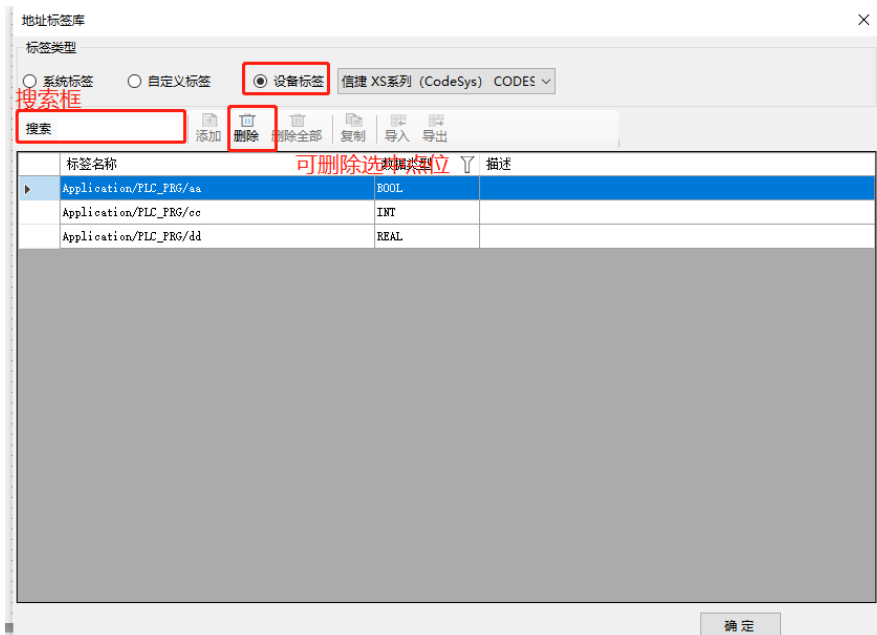 地址标签库
标签类型
系统标签 自定义标签 设备标签 信捷 XS系列（CodeSys） CODES
搜索框
搜索 添加 删除 删除全部 复制 导入 导出
可删除选中点位
标签名称 数据类型 描述
Application/PLC_PRG/aa BOOL
Application/PLC_PRG/cc INT
Application/PLC_PRG/dd REAL
确定